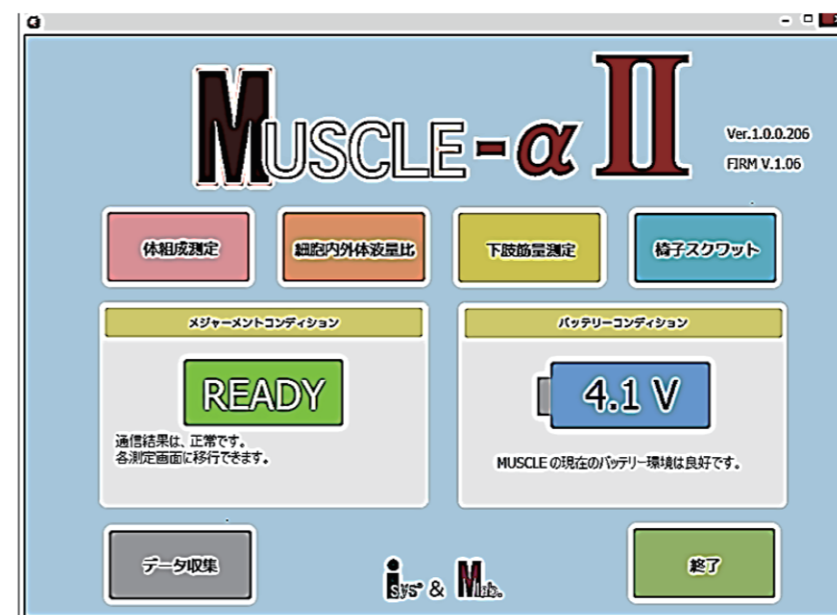 MUSCLE-α II
Ver.1.0.0.206
FIRM V.1.06
体組成測定
細胞内外体液量比
下肢筋量測定
椅子スクワット
メジャーメントコンディション
バッテリーコンディション
READY
4.1 V
通信結果は、正常です。
各測定画面に移行できます。
MUSCLE の現在のバッテリー環境は良好です。
データ収集
isys & M
終了